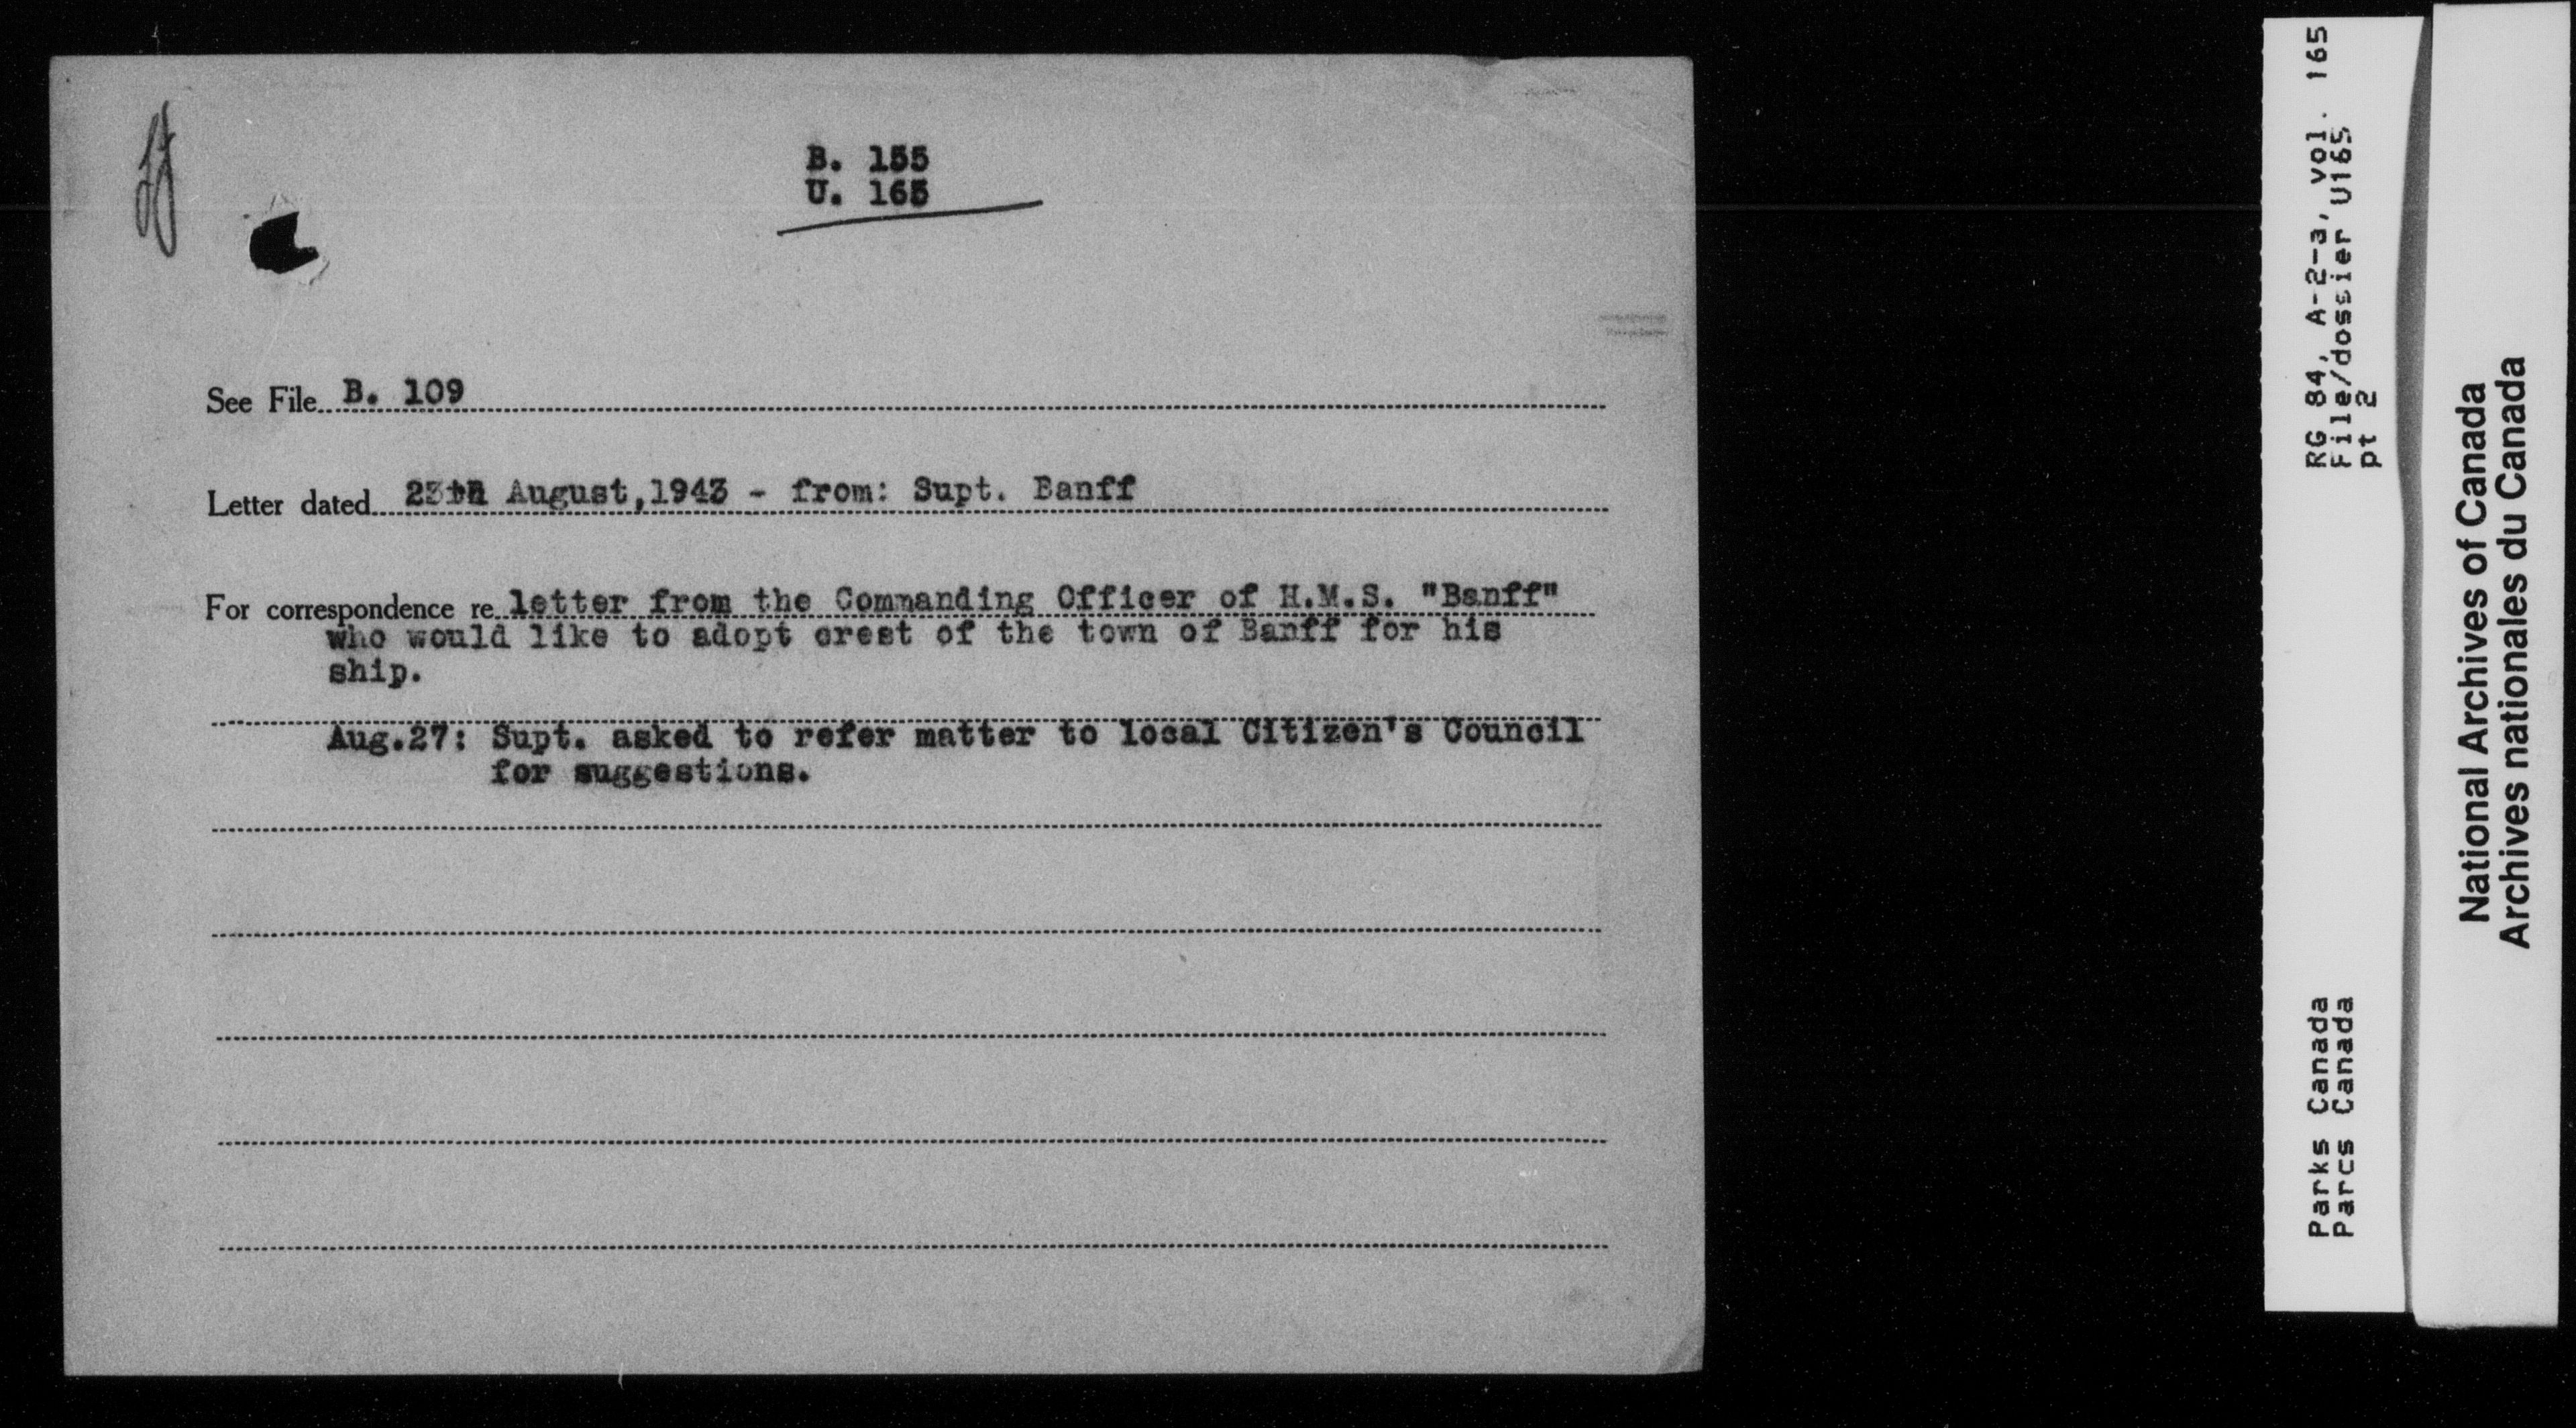 B. 155
U. 165
See File B. 109
Letter dated 23th August,1943 - from: Supt. Banff
For correspondence re letter from the Commanding Officer of H.M.S. "Banff"
who would like to adopt crest of the town of Banff for his
ship.
Aug.27: Supt. asked to refer matter to local Citizen's Council
for suggestions.
RG 84, A-2-a, vol. 165
File/dossier U165
pt 2
Parks Canada
Parcs Canada
National Archives of Canada
Archives nationales du Canada